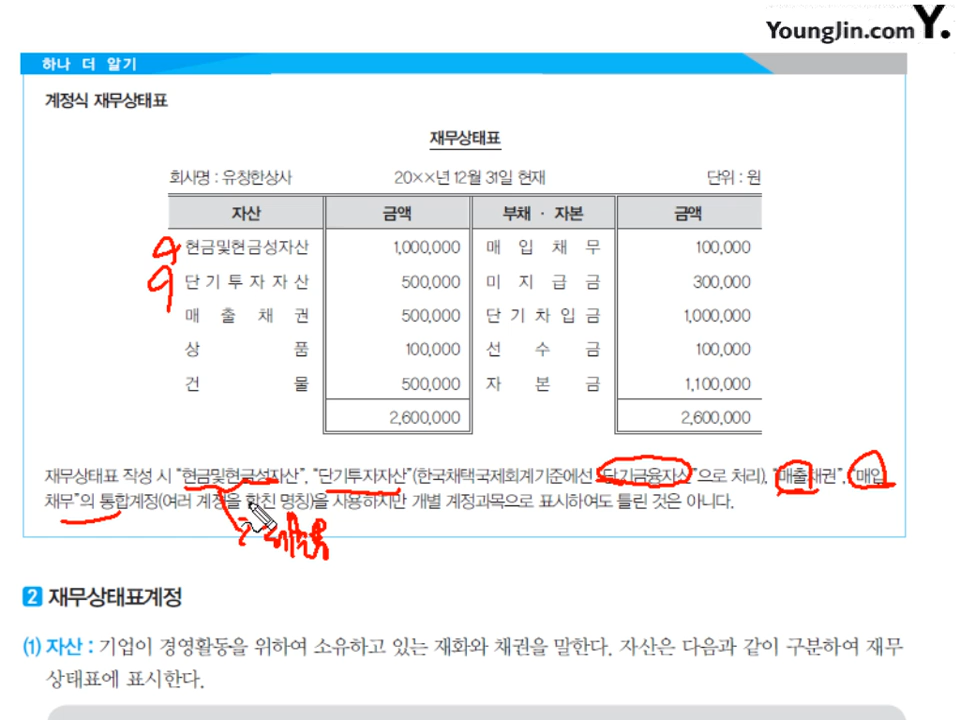 YoungJin.com Y.
하나 더 알기
계정식 재무상태표
재무상태표
회사명 : 유창한상사 20××년 12월 31일 현재 단위 : 원
자산 금액 부채 · 자본 금액
현금및현금성자산 1,000,000 매입채무 100,000
단기투자자산 500,000 미지급금 300,000
매출채권 500,000 단기차입금 1,000,000
상품 100,000 선수금 100,000
건물 500,000 자본금 1,100,000
2,600,000 2,600,000
재무상태표 작성 시 “현금및현금성자산”, “단기투자자산”(한국채택국제회계기준에선 “단기금융자산”으로 처리), “매출채권”, “매입
채무”의 통합계정(여러 계정을 합친 명칭)을 사용하지만 개별 계정과목으로 표시하여도 틀린 것은 아니다.
2 재무상태표계정
(1) 자산 : 기업이 경영활동을 위하여 소유하고 있는 재화와 채권을 말한다. 자산은 다음과 같이 구분하여 재무
상태표에 표시한다.